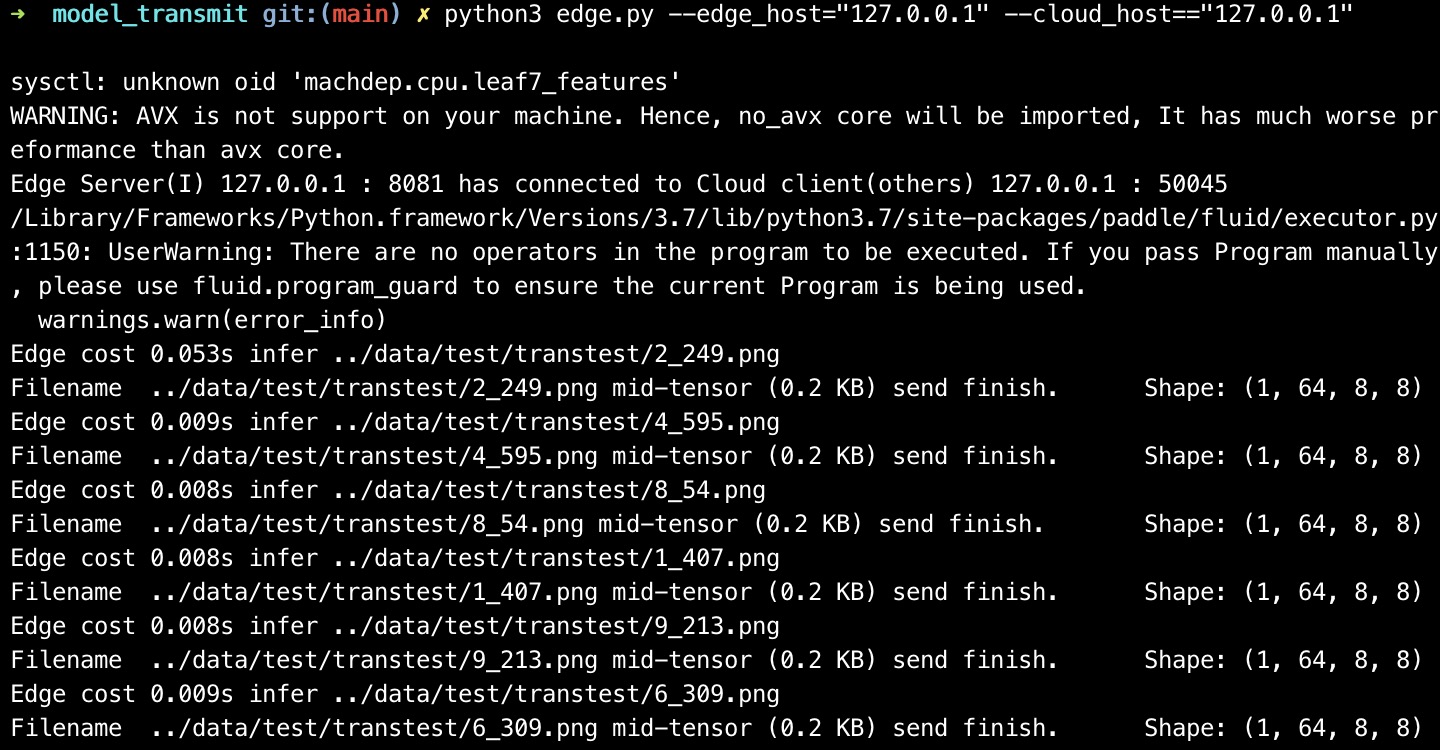 ➜  model_transmit git:(main) ✗ python3 edge.py --edge_host="127.0.0.1" --cloud_host=="127.0.0.1"
sysctl: unknown oid 'machdep.cpu.leaf7_features'
WARNING: AVX is not support on your machine. Hence, no_avx core will be imported, It has much worse pr
eformance than avx core.
Edge Server(I) 127.0.0.1 : 8081 has connected to Cloud client(others) 127.0.0.1 : 50045
/Library/Frameworks/Python.framework/Versions/3.7/lib/python3.7/site-packages/paddle/fluid/executor.py
:1150: UserWarning: There are no operators in the program to be executed. If you pass Program manually
, please use fluid.program_guard to ensure the current Program is being used.
  warnings.warn(error_info)
Edge cost 0.053s infer ../data/test/transtest/2_249.png
Filename  ../data/test/transtest/2_249.png mid-tensor (0.2 KB) send finish.      Shape: (1, 64, 8, 8)
Edge cost 0.009s infer ../data/test/transtest/4_595.png
Filename  ../data/test/transtest/4_595.png mid-tensor (0.2 KB) send finish.      Shape: (1, 64, 8, 8)
Edge cost 0.008s infer ../data/test/transtest/8_54.png
Filename  ../data/test/transtest/8_54.png mid-tensor (0.2 KB) send finish.       Shape: (1, 64, 8, 8)
Edge cost 0.008s infer ../data/test/transtest/1_407.png
Filename  ../data/test/transtest/1_407.png mid-tensor (0.2 KB) send finish.      Shape: (1, 64, 8, 8)
Edge cost 0.008s infer ../data/test/transtest/9_213.png
Filename  ../data/test/transtest/9_213.png mid-tensor (0.2 KB) send finish.      Shape: (1, 64, 8, 8)
Edge cost 0.009s infer ../data/test/transtest/6_309.png
Filename  ../data/test/transtest/6_309.png mid-tensor (0.2 KB) send finish.      Shape: (1, 64, 8, 8)